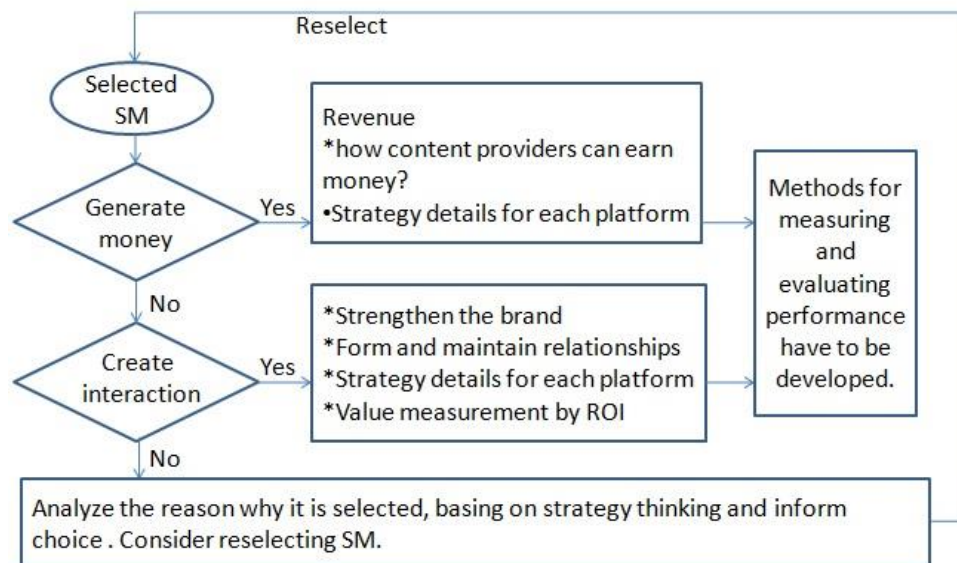 Reselect
Selected
SM
Generate
money
Yes
Revenue
*how content providers can earn
money?
•Strategy details for each platform
Methods for
measuring
and
evaluating
performance
have to be
developed.
No
Create
interaction
Yes
*Strengthen the brand
*Form and maintain relationships
*Strategy details for each platform
*Value measurement by ROI
No
Analyze the reason why it is selected, basing on strategy thinking and inform
choice . Consider reselecting SM.